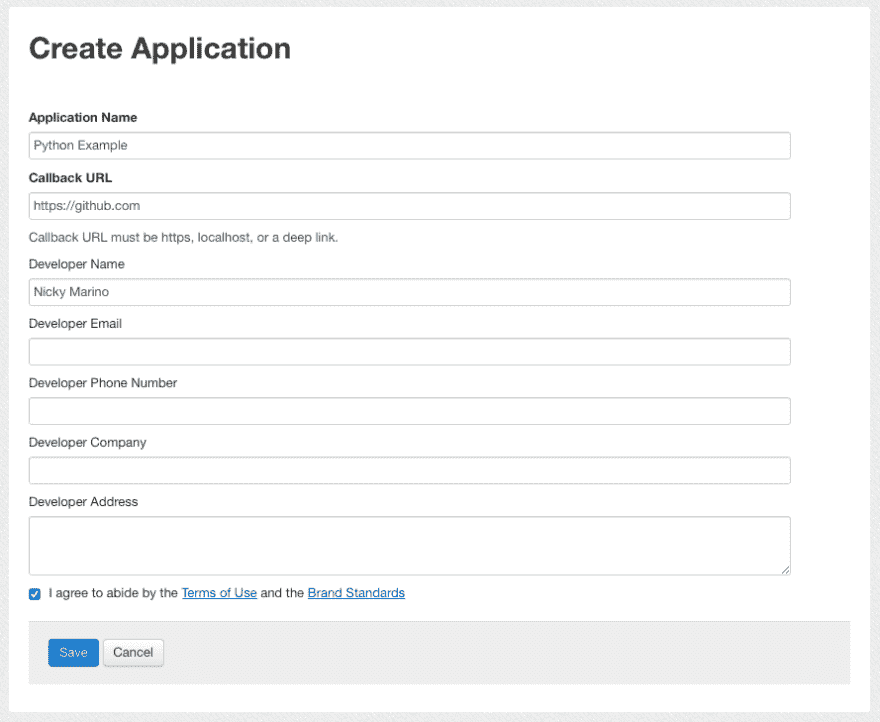 Create Application
Application Name
Python Example
Callback URL
https://github.com
Callback URL must be https, localhost, or a deep link.
Developer Name
Nicky Marino
Developer Email
Developer Phone Number
Developer Company
Developer Address
I agree to abide by the Terms of Use and the Brand Standards
Save Cancel